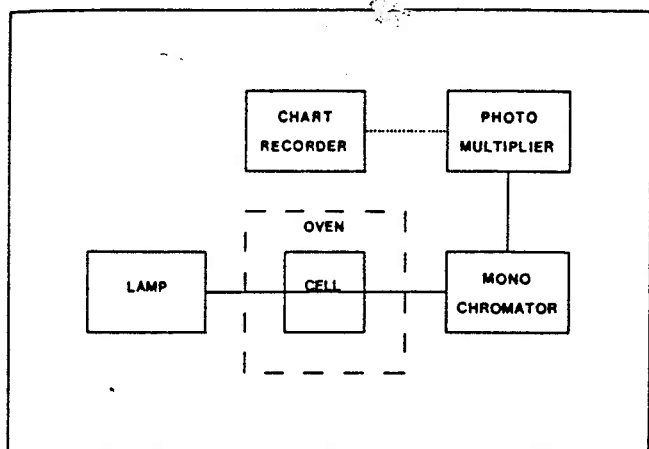 CHART
RECORDER
PHOTO
MULTIPLIER
OVEN
LAMP
CELL
MONO
CHROMATOR